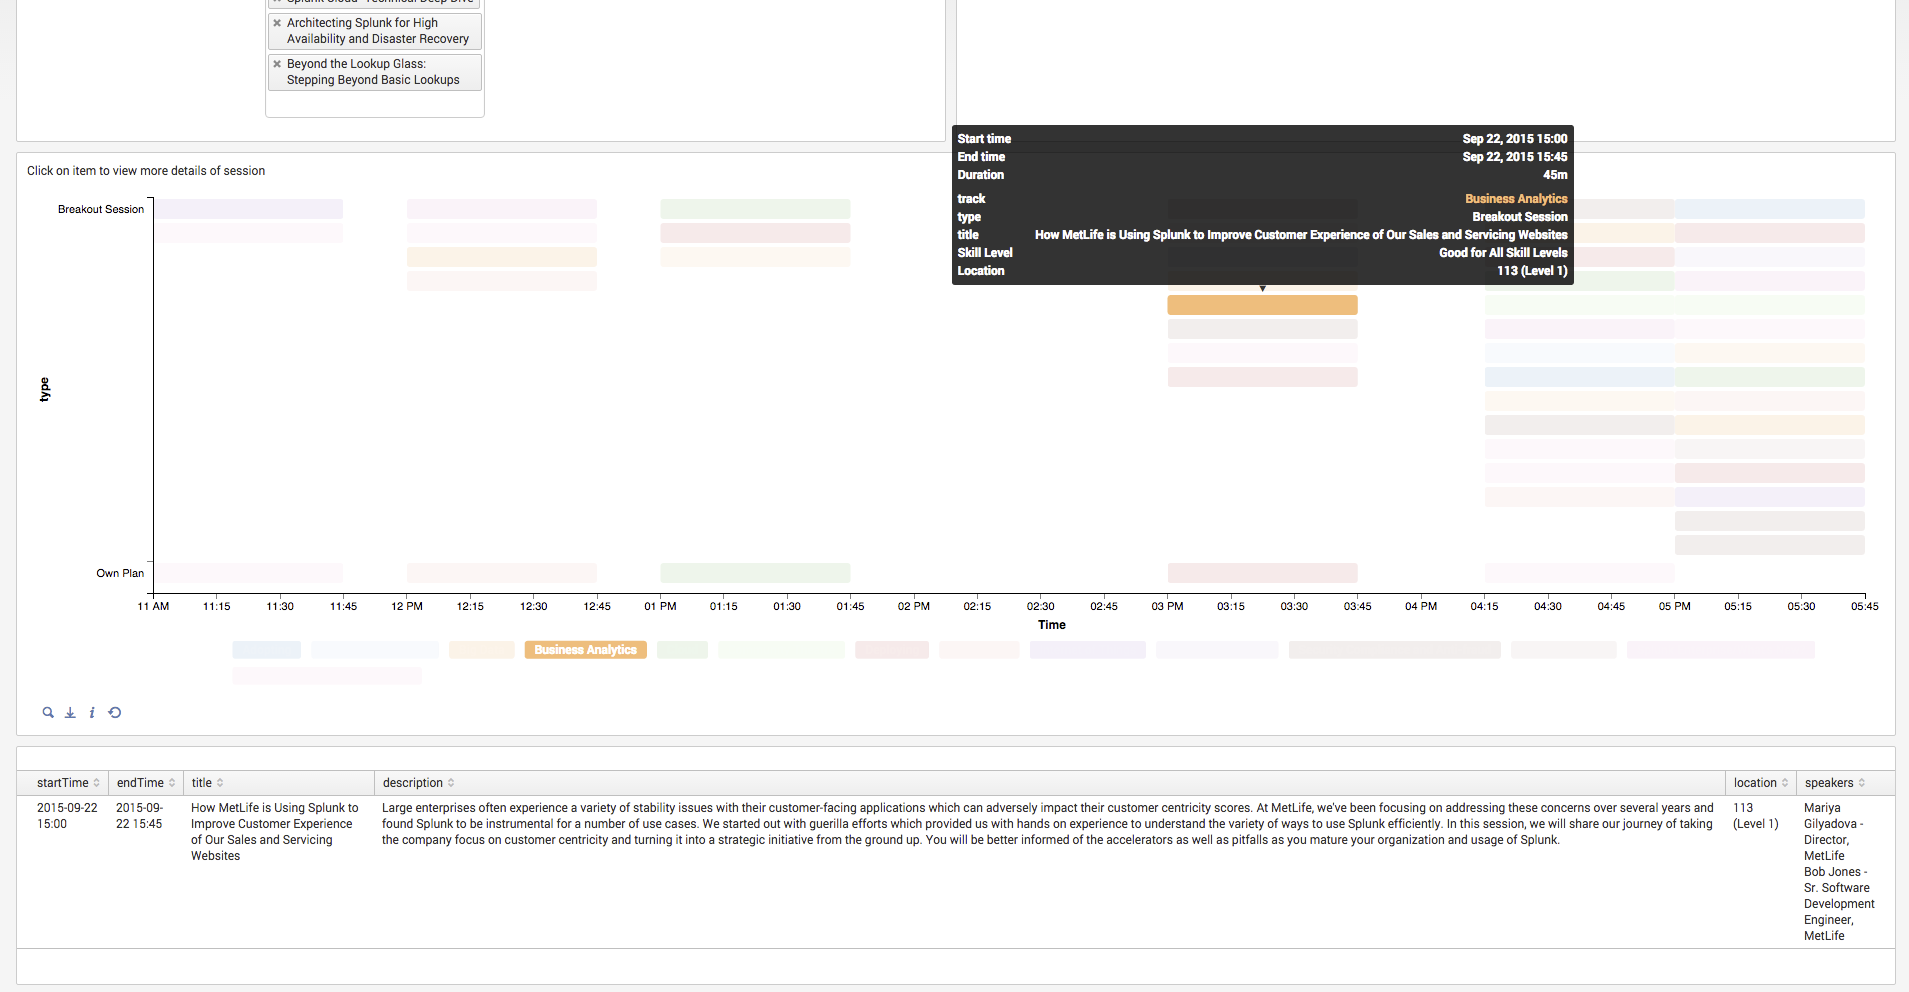 Splunk Cloud - Technical Deep Dive
Architecting Splunk for High
Availability and Disaster Recovery
Beyond the Lookup Glass:
Stepping Beyond Basic Lookups
Click on item to view more details of session
Start time Sep 22, 2015 15:00
End time Sep 22, 2015 15:45
Duration 45m
track Business Analytics
type Breakout Session
title How MetLife is Using Splunk to Improve Customer Experience of Our Sales and Servicing Websites
Skill Level Good for All Skill Levels
Location 113 (Level 1)
Breakout Session
type
Own Plan
11 AM 11:15 11:30 11:45 12 PM 12:15 12:30 12:45 01 PM 01:15 01:30 01:45 02 PM 02:15 02:30 02:45 03 PM 03:15 03:30 03:45 04 PM 04:15 04:30 04:45 05 PM 05:15 05:30 05:45
Time
Business Analytics
startTime endTime title description location speakers
2015-09-22
15:00
2015-09-
22 15:45
How MetLife is Using Splunk to
Improve Customer Experience
of Our Sales and Servicing
Websites
Large enterprises often experience a variety of stability issues with their customer-facing applications which can adversely impact their customer centricity scores. At MetLife, we've been focusing on addressing these concerns over several years and
found Splunk to be instrumental for a number of use cases. We started out with guerilla efforts which provided us with hands on experience to understand the variety of ways to use Splunk efficiently. In this session, we will share our journey of taking
the company focus on customer centricity and turning it into a strategic initiative from the ground up. You will be better informed of the accelerators as well as pitfalls as you mature your organization and usage of Splunk.
113
(Level 1)
Mariya
Gilyadova -
Director,
MetLife
Bob Jones -
Sr. Software
Development
Engineer,
MetLife